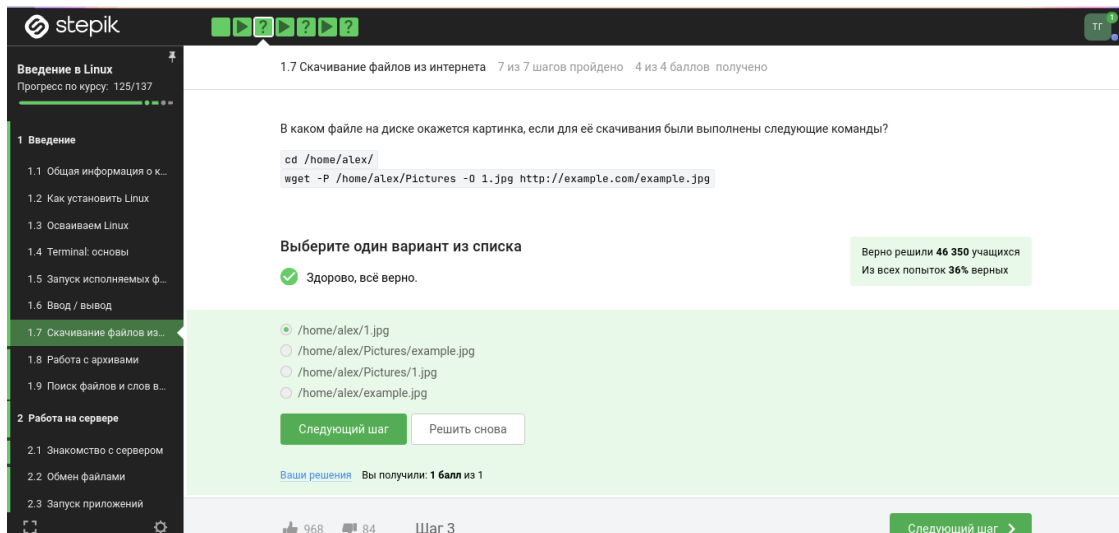 stepik
? ? ?
ТГ
1
Введение в Linux
Прогресс по курсу: 125/137
1 Введение
1.1 Общая информация о к...
1.2 Как установить Linux
1.3 Осваиваем Linux
1.4 Terminal: основы
1.5 Запуск исполняемых ф...
1.6 Ввод / вывод
1.7 Скачивание файлов из...
1.8 Работа с архивами
1.9 Поиск файлов и слов в...
2 Работа на сервере
2.1 Знакомство с сервером
2.2 Обмен файлами
2.3 Запуск приложений
1.7 Скачивание файлов из интернета 7 из 7 шагов пройдено 4 из 4 баллов получено
В каком файле на диске окажется картинка, если для её скачивания были выполнены следующие команды?
cd /home/alex/
wget -P /home/alex/Pictures -O 1.jpg http://example.com/example.jpg
Выберите один вариант из списка
Здорово, всё верно.
Верно решили 46 350 учащихся
Из всех попыток 36% верных
/home/alex/1.jpg
/home/alex/Pictures/example.jpg
/home/alex/Pictures/1.jpg
/home/alex/example.jpg
Следующий шаг Решить снова
Ваши решения Вы получили: 1 балл из 1
968 84 Шаг 3 Следующий шаг